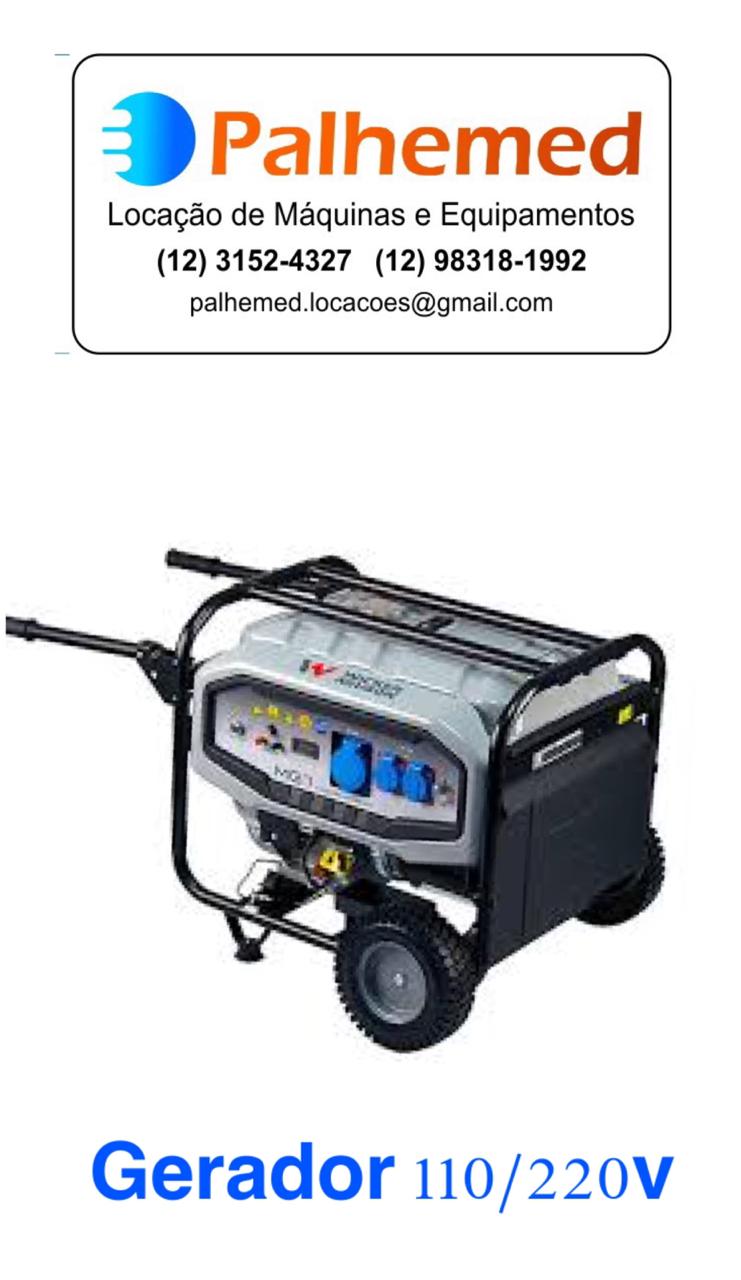 Palhemed
Locação de Máquinas e Equipamentos
(12) 3152-4327 (12) 98318-1992
palhemed.locacoes@gmail.com
Gerador 110/220v